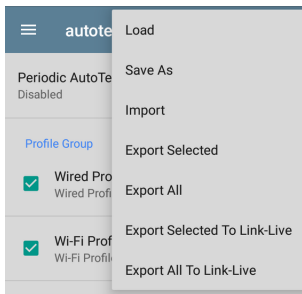 autote
Periodic AutoTe
Disabled
Profile Group
Wired Pro
Wired Profi
Wi-Fi Prof
Wi-Fi Profil
Load
Save As
Import
Export Selected
Export All
Export Selected To Link-Live
Export All To Link-Live